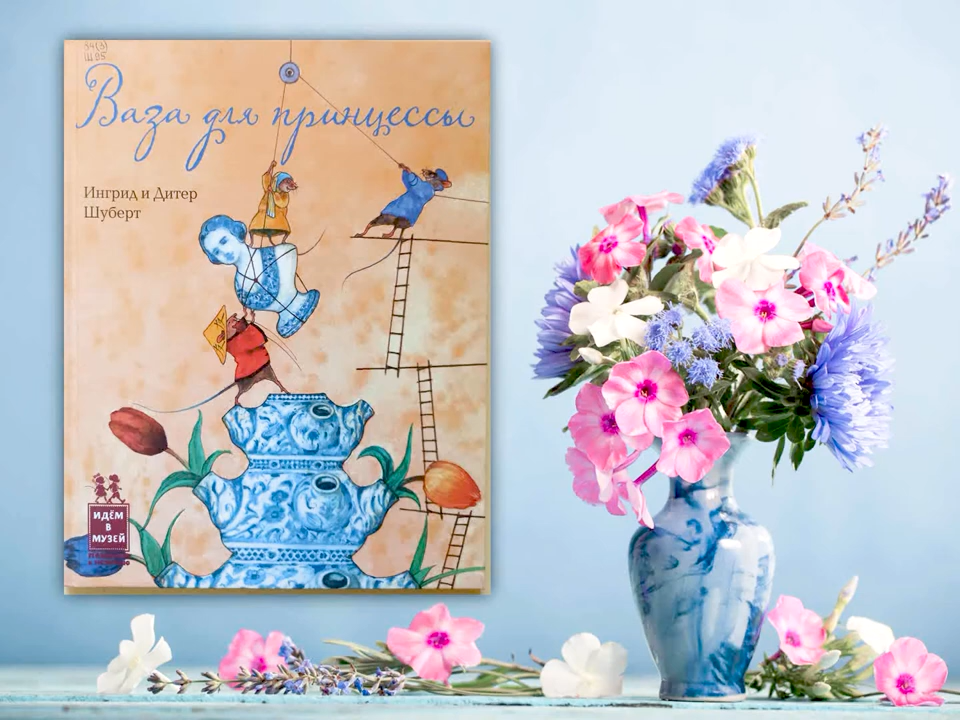 Ваза для принцессы
Ингрид и Дитер
Шуберт
ИДЁМ
В
МУЗЕЙ